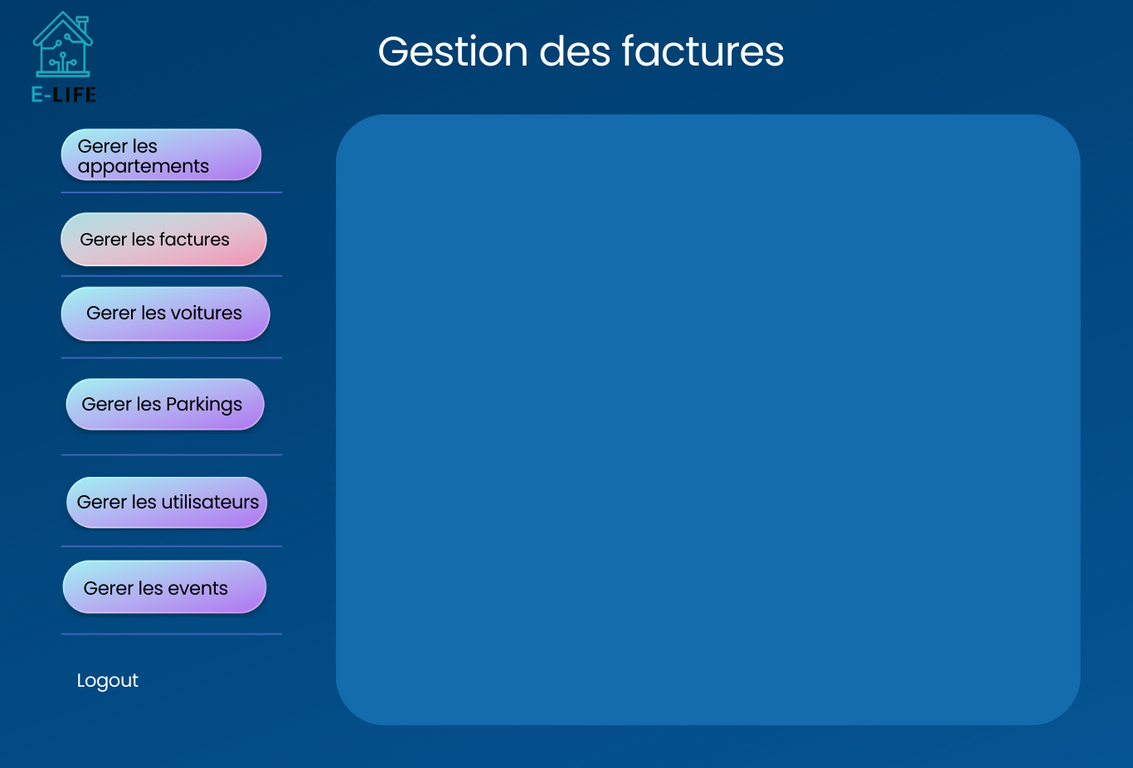 E-LIFE
Gestion des factures
Gerer les
appartements
Gerer les factures
Gerer les voitures
Gerer les Parkings
Gerer les utilisateurs
Gerer les events
Logout